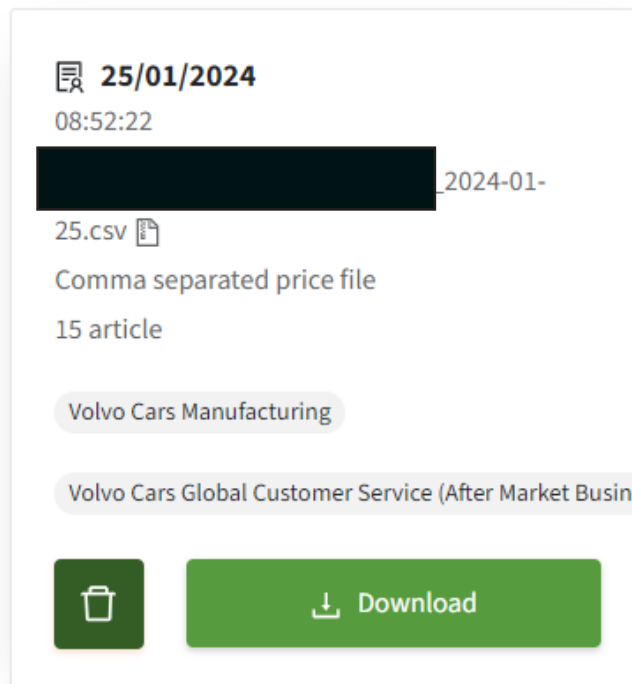 25/01/2024
08:52:22
_2024-01-
25.csv
Comma separated price file
15 article
Volvo Cars Manufacturing
Volvo Cars Global Customer Service (After Market Busin
Download